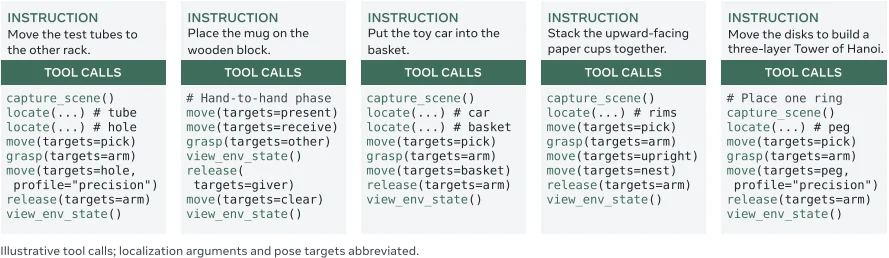 INSTRUCTION
Move the test tubes to
the other rack.
TOOL CALLS
capture_scene()
locate(...) # tube
locate(...) # hole
move(targets=pick)
grasp(targets=arm)
move(targets=hole,
 profile="precision")
release(targets=arm)
view_env_state()
INSTRUCTION
Place the mug on the
wooden block.
TOOL CALLS
# Hand-to-hand phase
move(targets=present)
move(targets=receive)
grasp(targets=other)
view_env_state()
release(
 targets=giver)
move(targets=clear)
view_env_state()
INSTRUCTION
Put the toy car into the
basket.
TOOL CALLS
capture_scene()
locate(...) # car
locate(...) # basket
move(targets=pick)
grasp(targets=arm)
move(targets=basket)
release(targets=arm)
view_env_state()
INSTRUCTION
Stack the upward-facing
paper cups together.
TOOL CALLS
capture_scene()
locate(...) # rims
move(targets=pick)
grasp(targets=arm)
move(targets=upright)
move(targets=nest)
release(targets=arm)
view_env_state()
INSTRUCTION
Move the disks to build a
three-layer Tower of Hanoi.
TOOL CALLS
# Place one ring
capture_scene()
locate(...) # peg
move(targets=pick)
grasp(targets=arm)
move(targets=peg,
 profile="precision")
release(targets=arm)
view_env_state()
Illustrative tool calls; localization arguments and pose targets abbreviated.